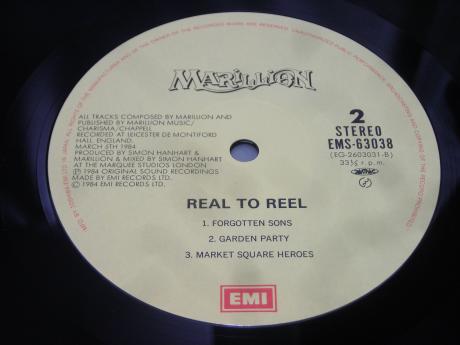 MARILLION
ALL TRACKS COMPOSED BY MARILLION AND
PUBLISHED BY MARILLION MUSIC/
CHARISMA/CHAPPELL
RECORDED AT LEICESTER DE MONTFORD
HALL, ENGLAND.
MARCH 5TH 1984
PRODUCED BY SIMON HANHART &
MARILLION & MIXED BY SIMON HANHART
AT THE MARQUEE STUDIOS LONDON
℗ 1984 ORIGINAL SOUND RECORDINGS
MADE BY EMI RECORDS LTD.
© 1984 EMI RECORDS LTD.
2
STEREO
EMS-63038
(EG-2603031-B)
33⅓ r.p.m.
REAL TO REEL
1. FORGOTTEN SONS
2. GARDEN PARTY
3. MARKET SQUARE HEROES
EMI